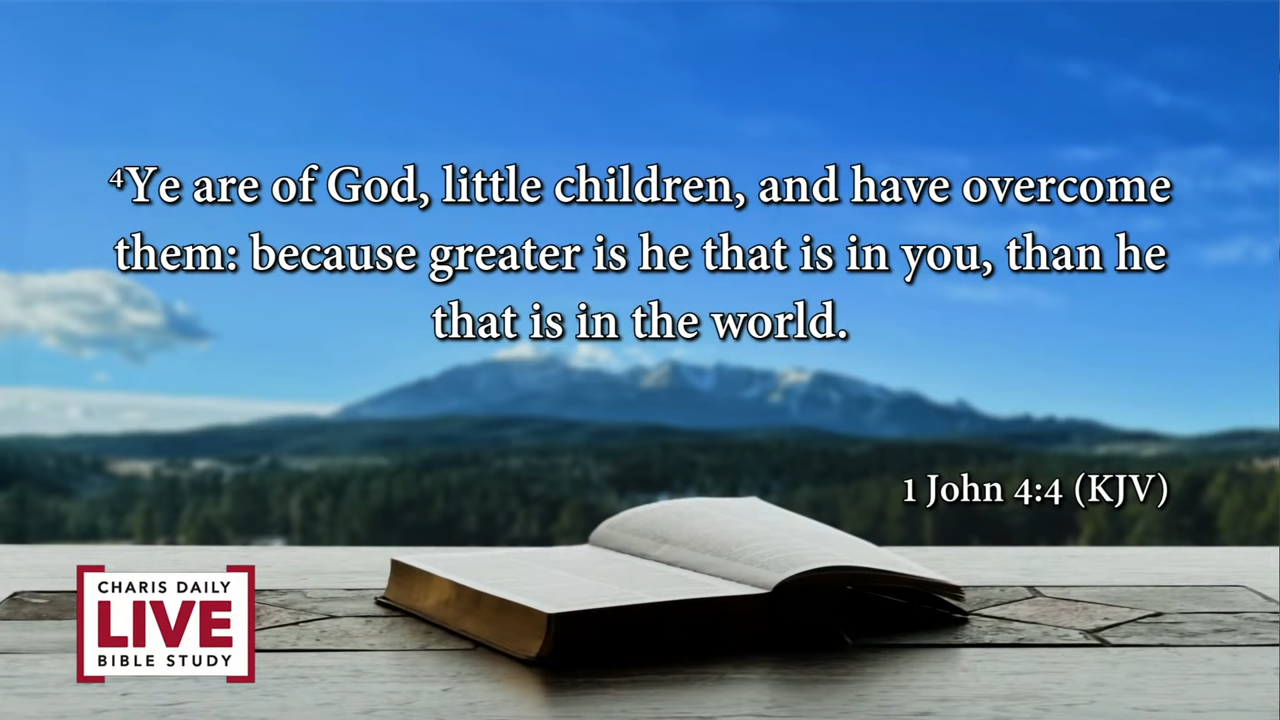 ⁴Ye are of God, little children, and have overcome
them: because greater is he that is in you, than he
that is in the world.
1 John 4:4 (KJV)
CHARIS DAILY
LIVE
BIBLE STUDY